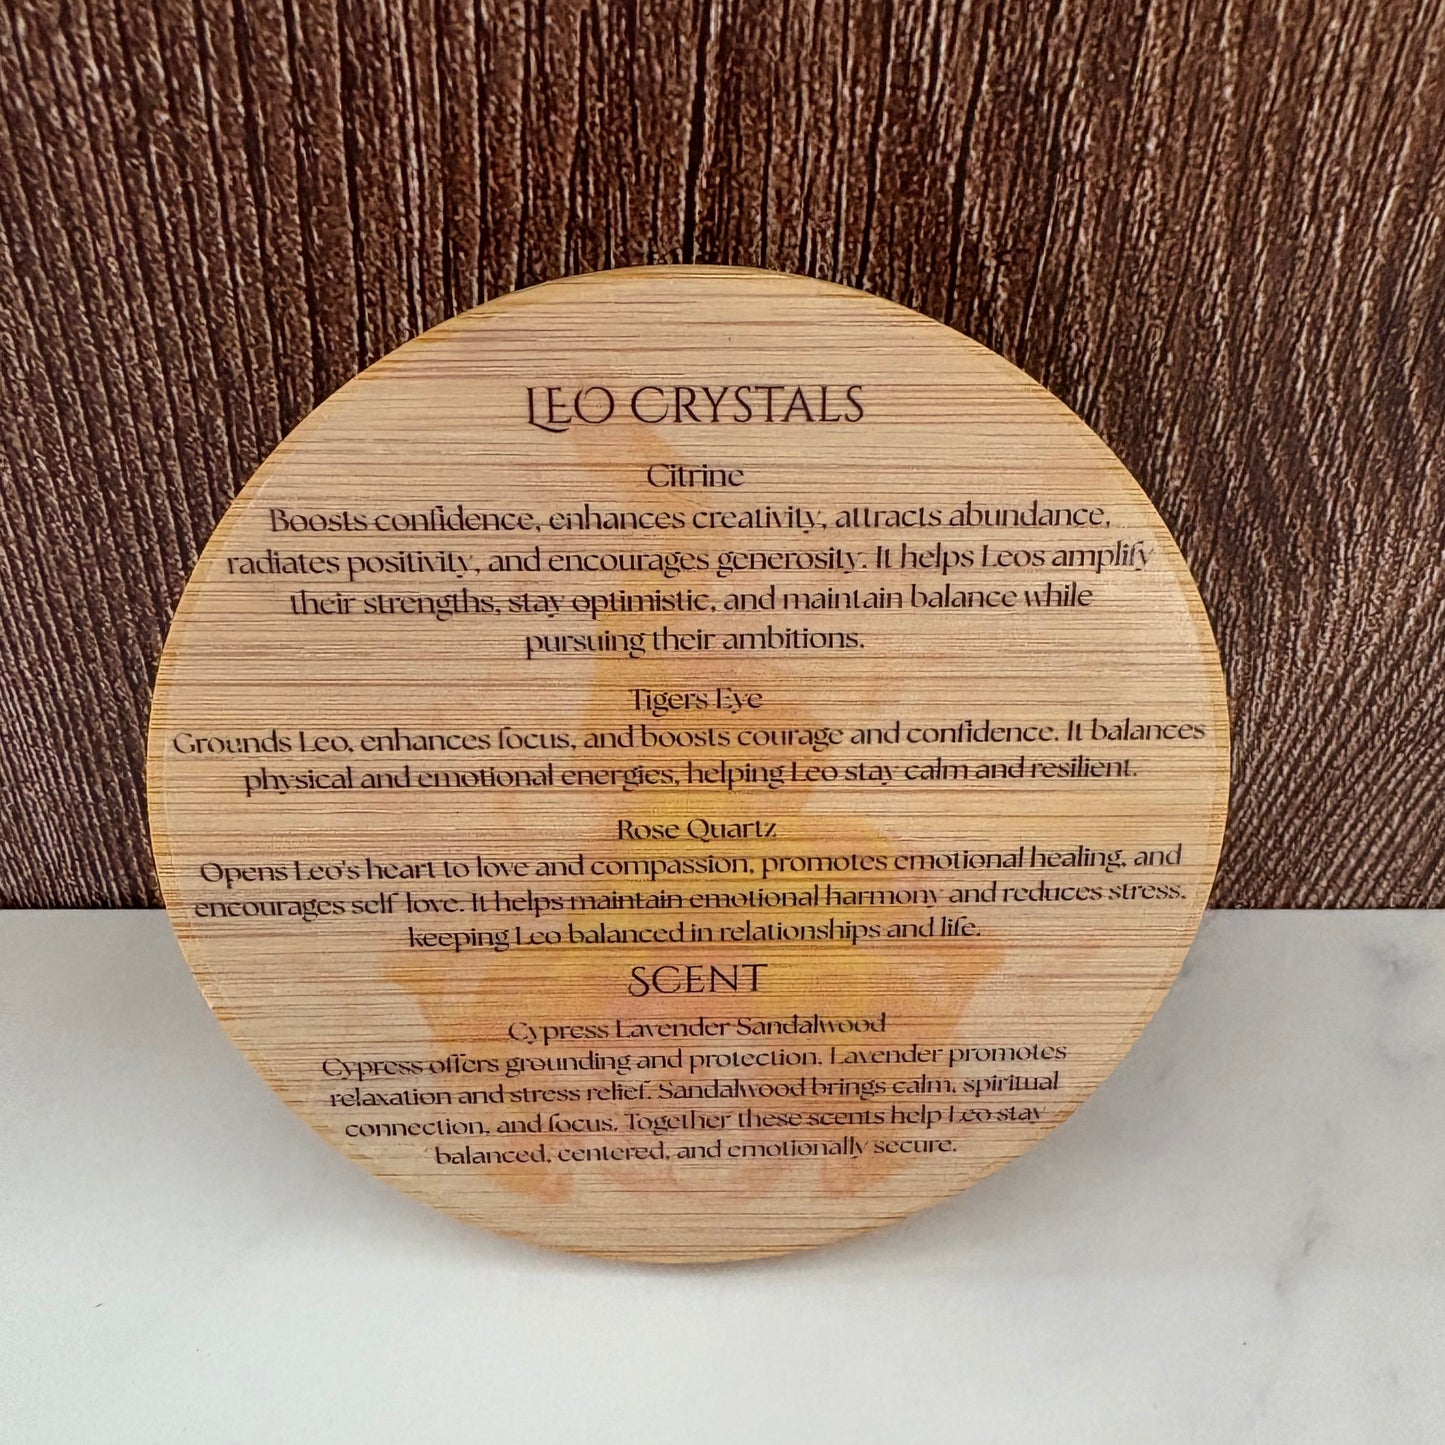 LEO CRYSTALS
Citrine
Boosts confidence, enhances creativity, attracts abundance,
radiates positivity, and encourages generosity. It helps Leos amplify
their strengths, stay optimistic, and maintain balance while
pursuing their ambitions.
Tigers Eye
Grounds Leo, enhances focus, and boosts courage and confidence. It balances
physical and emotional energies, helping Leo stay calm and resilient.
Rose Quartz
Opens Leo's heart to love and compassion, promotes emotional healing, and
encourages self-love. It helps maintain emotional harmony and reduces stress,
keeping Leo balanced in relationships and life.
SCENT
Cypress Lavender Sandalwood
Cypress offers grounding and protection. Lavender promotes
relaxation and stress relief. Sandalwood brings calm, spiritual
connection, and focus. Together these scents help Leo stay
balanced, centered, and emotionally secure.